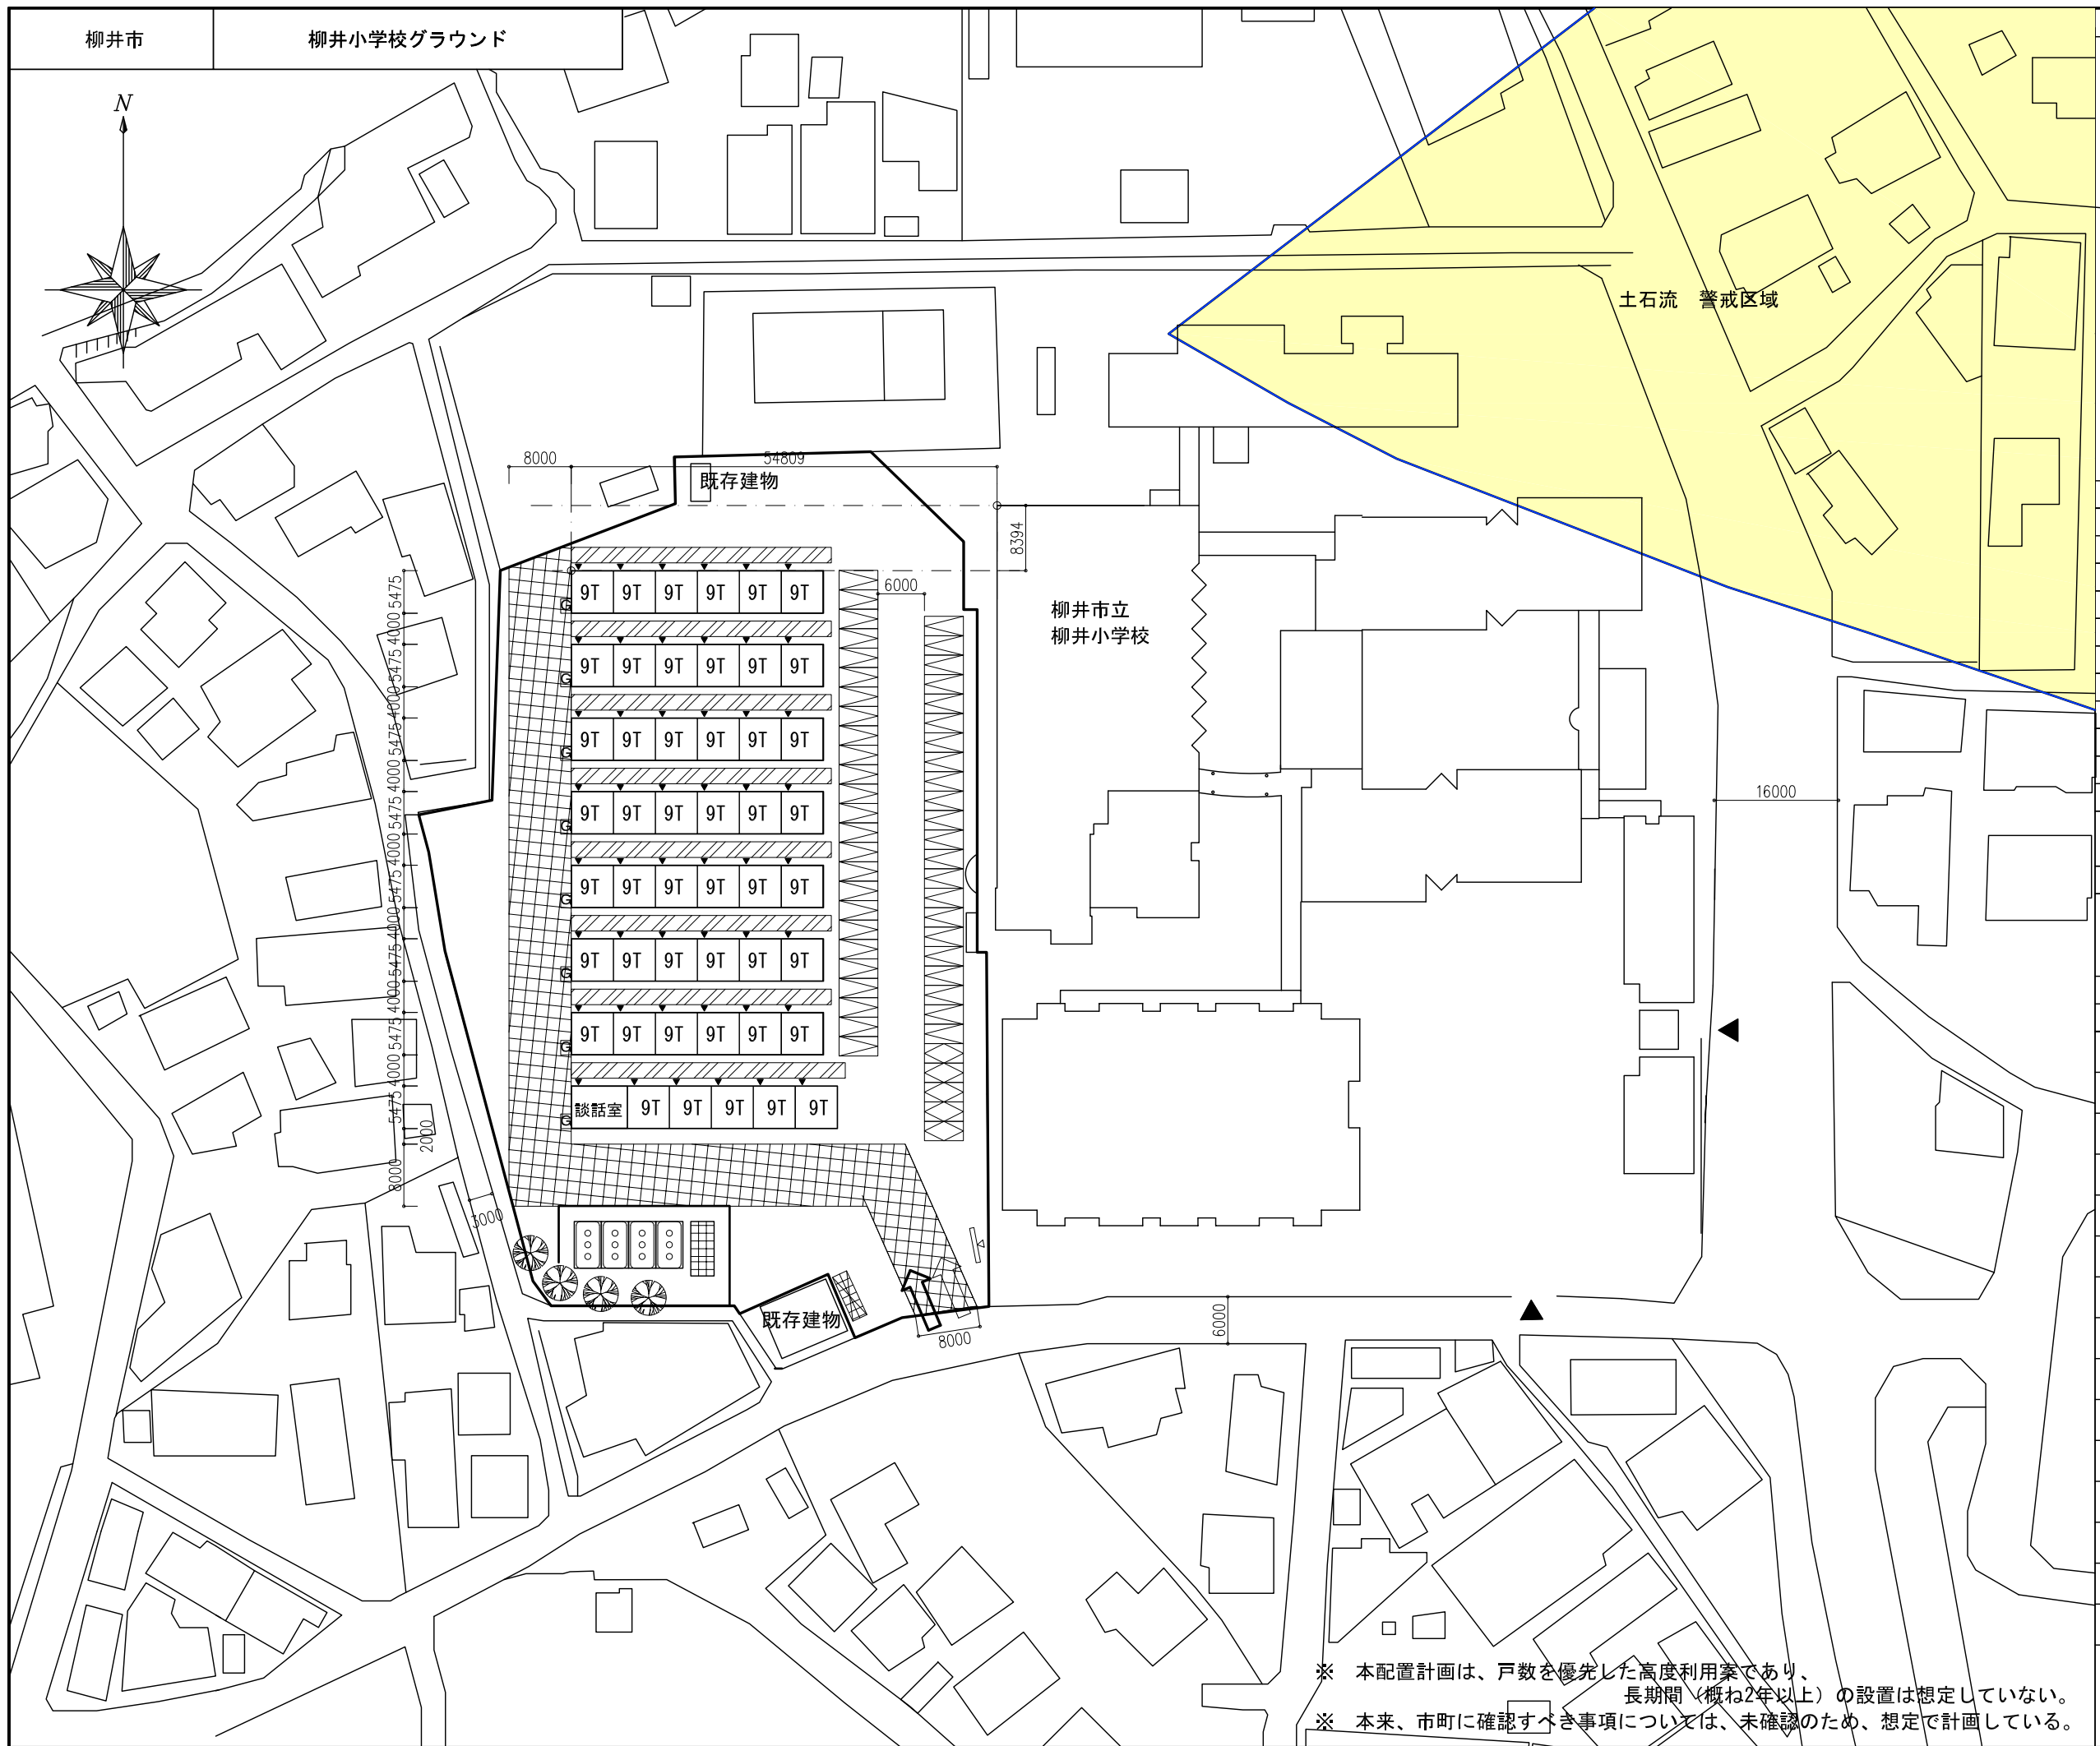 柳井市 柳井小学校グラウンド
N
土石流 警戒区域
8000 54809
既存建物
8394
6000
柳井市立
柳井小学校
G 9T 9T 9T 9T 9T 9T
G 9T 9T 9T 9T 9T 9T
G 9T 9T 9T 9T 9T 9T
G 9T 9T 9T 9T 9T 9T
G 9T 9T 9T 9T 9T 9T
G 9T 9T 9T 9T 9T 9T
G 9T 9T 9T 9T 9T 9T
G 談話室 9T 9T 9T 9T 9T
5475
4000
5475
4000
5475
4000
5475
4000
5475
4000
5475
4000
5475
4000
5475
2000
8000
16000
3000
既存建物
8000
6000
※ 本配置計画は、戸数を優先した高度利用案であり、
長期間（概ね2年以上）の設置は想定していない。
※ 本来、市町に確認すべき事項については、未確認のため、想定で計画している。